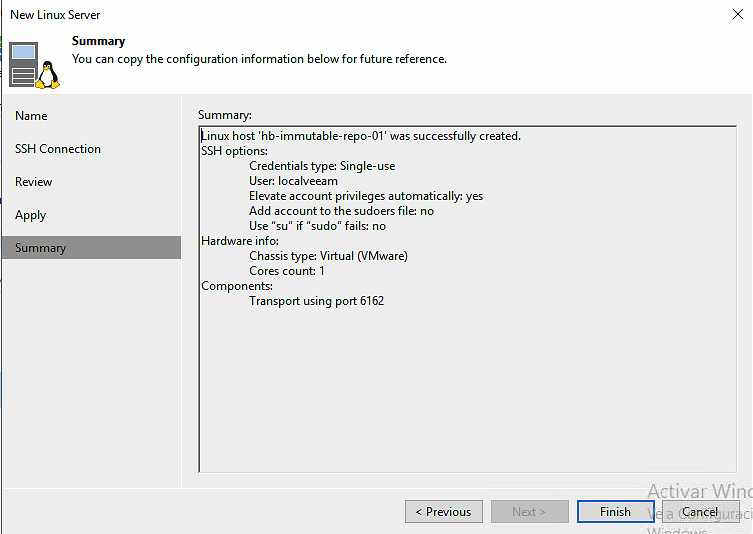 New Linux Server
Summary
You can copy the configuration information below for future reference.
Name
SSH Connection
Review
Apply
Summary
Summary:
Linux host 'hb-immutable-repo-01' was successfully created.
SSH options:
Credentials type: Single-use
User: localveeam
Elevate account privileges automatically: yes
Add account to the sudoers file: no
Use “su” if “sudo” fails: no
Hardware info:
Chassis type: Virtual (VMware)
Cores count: 1
Components:
Transport using port 6162
Activar Winc
< Previous
Next >
Finish
Cancel
Ve a Configuraci
Windows